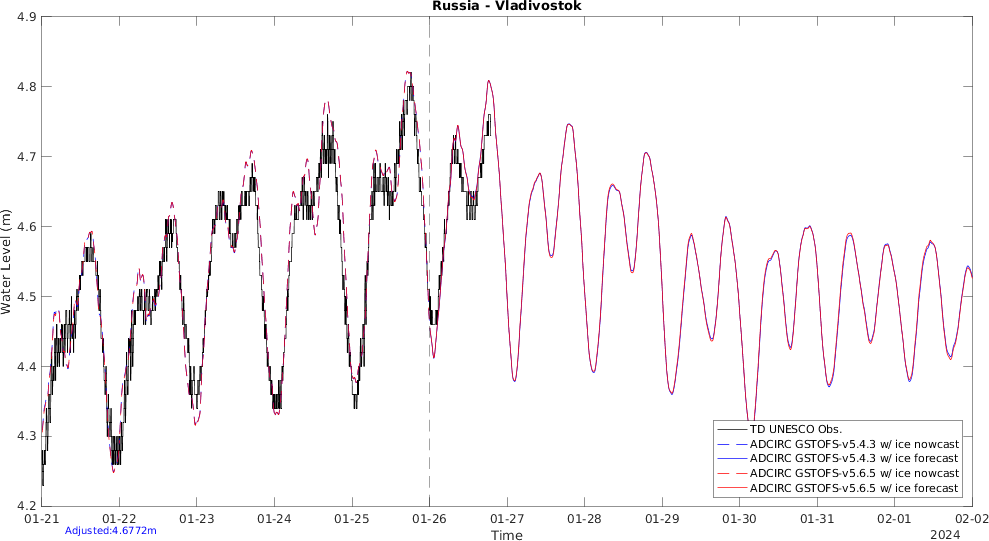 Russia - Vladivostok
4.9
4.8
4.7
4.6
4.5
4.4
4.3
4.2
Water Level (m)
TD UNESCO Obs.
ADCIRC GSTOFS-v5.4.3 w/ ice nowcast
ADCIRC GSTOFS-v5.4.3 w/ ice forecast
ADCIRC GSTOFS-v5.6.5 w/ ice nowcast
ADCIRC GSTOFS-v5.6.5 w/ ice forecast
01-21 01-22 01-23 01-24 01-25 01-26 01-27 01-28 01-29 01-30 01-31 02-01 02-02
Adjusted:4.6772m
Time
2024